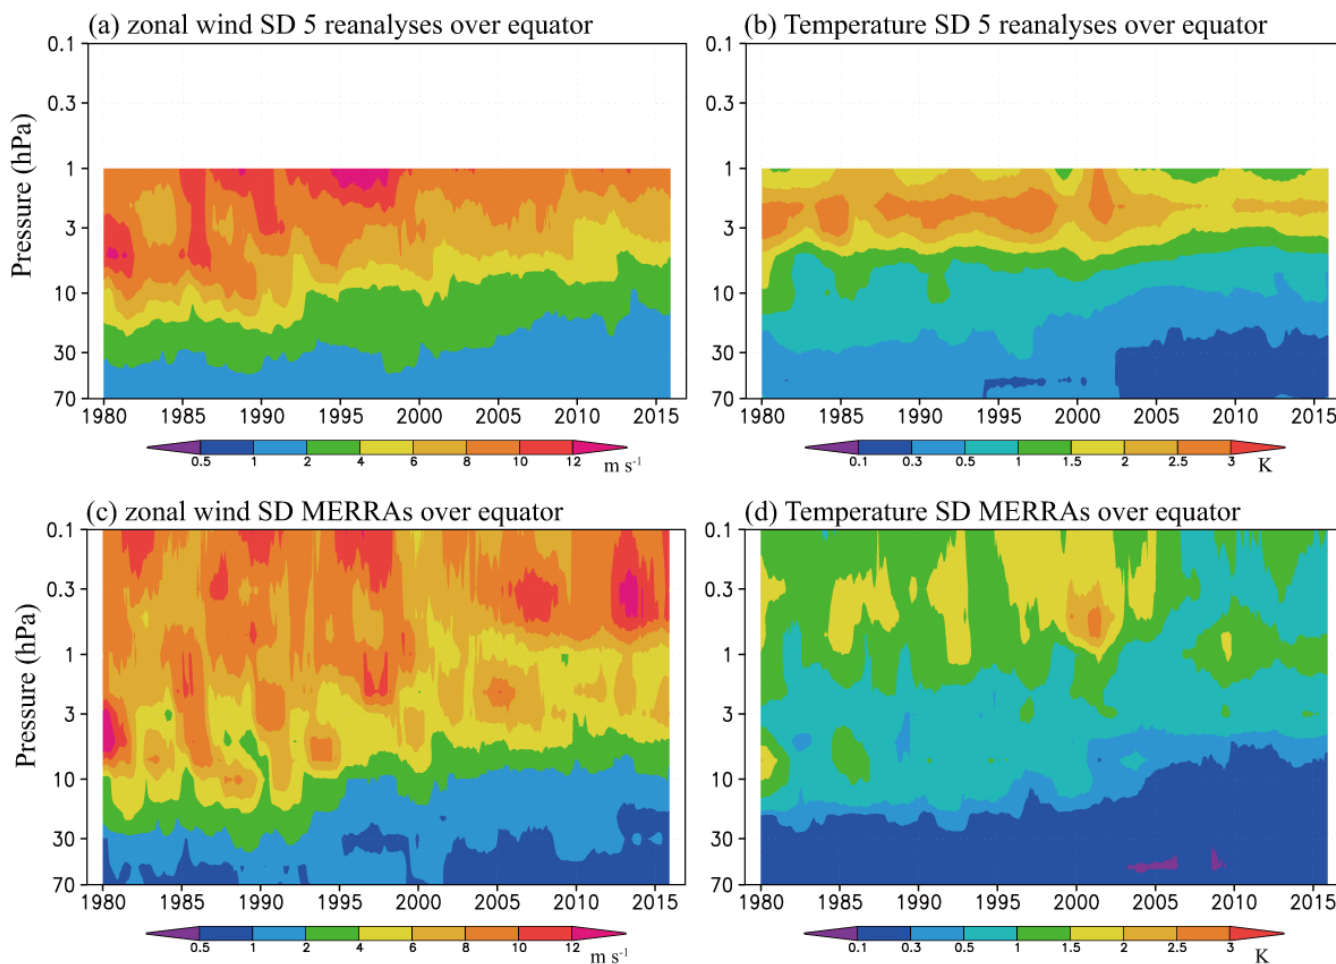 (a) zonal wind SD 5 reanalyses over equator
(b) Temperature SD 5 reanalyses over equator
Pressure (hPa)
0.1
0.3
1
3
10
30
70
1980 1985 1990 1995 2000 2005 2010 2015
0.5 1 2 4 6 8 10 12 m s⁻¹
0.1
0.3
1
3
10
30
70
1980 1985 1990 1995 2000 2005 2010 2015
0.1 0.3 0.5 1 1.5 2 2.5 3 K
(c) zonal wind SD MERRAs over equator
(d) Temperature SD MERRAs over equator
Pressure (hPa)
0.1
0.3
1
3
10
30
70
1980 1985 1990 1995 2000 2005 2010 2015
0.5 1 2 4 6 8 10 12 m s⁻¹
0.1
0.3
1
3
10
30
70
1980 1985 1990 1995 2000 2005 2010 2015
0.1 0.3 0.5 1 1.5 2 2.5 3 K